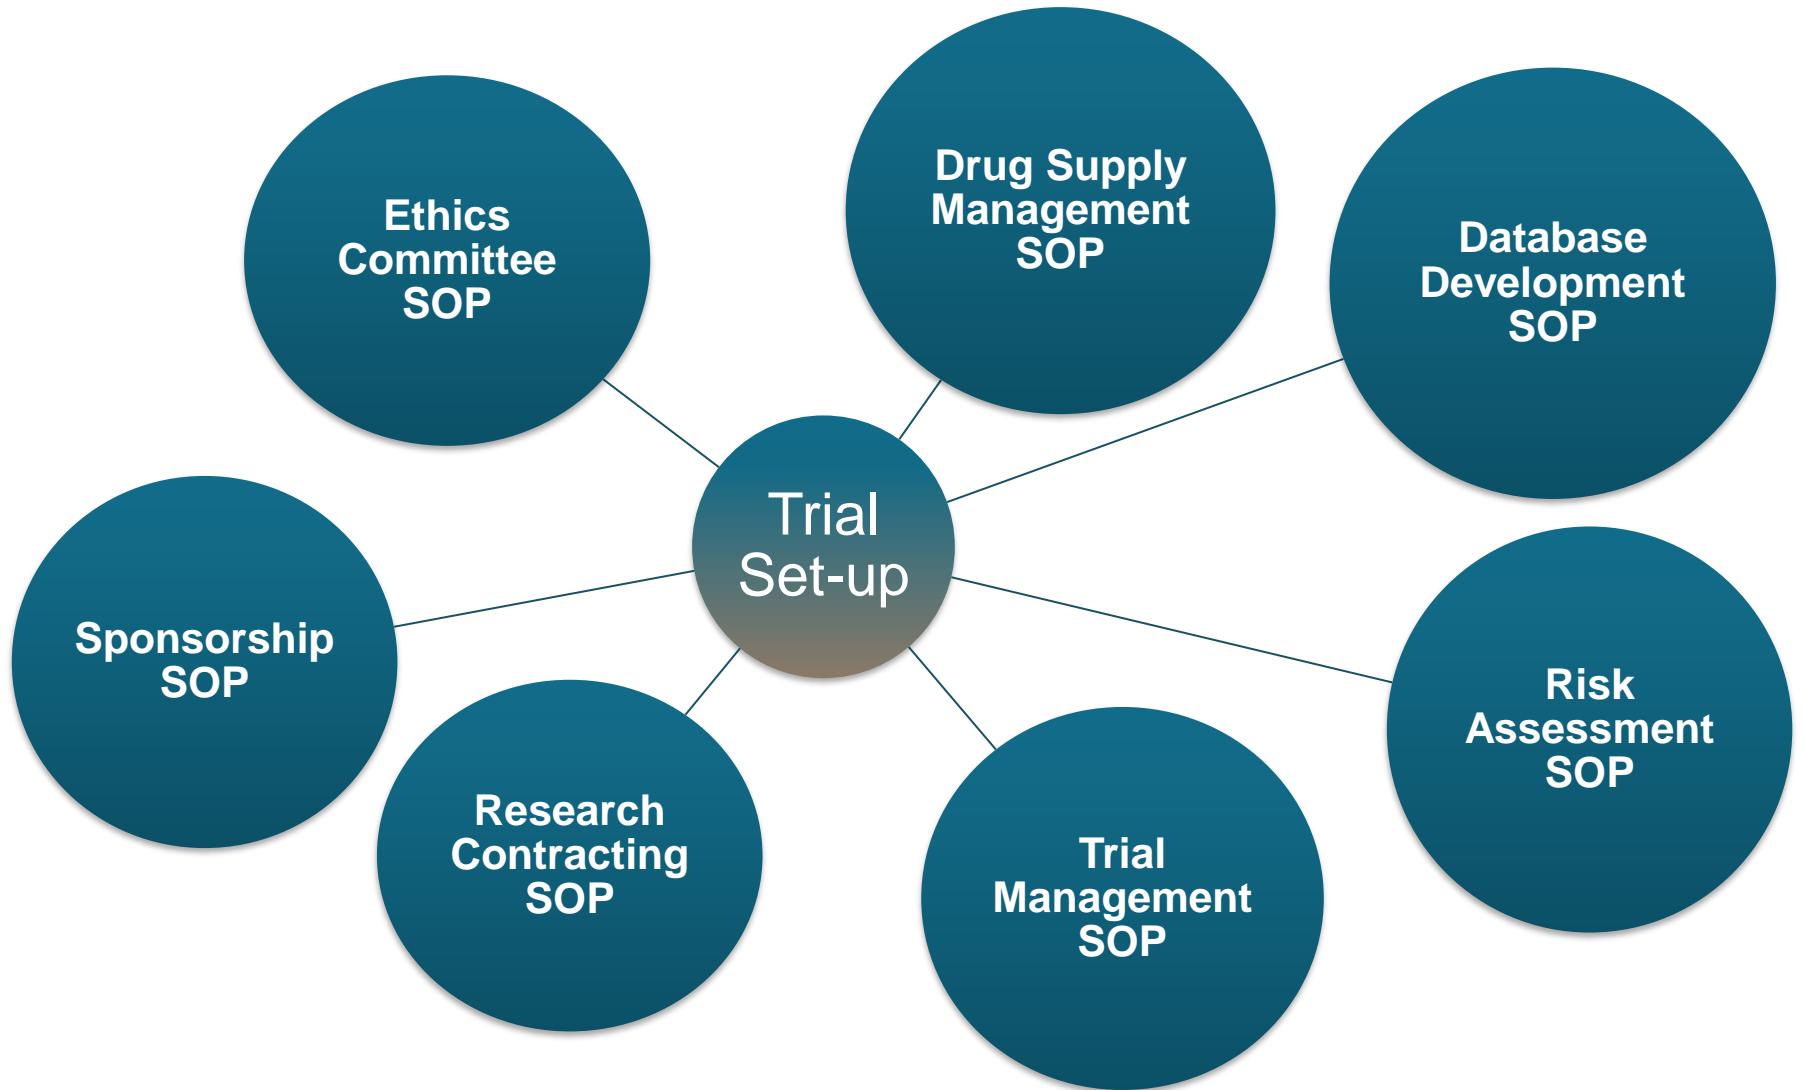 Drug Supply
Management
SOP
Ethics
Committee
SOP
Database
Development
SOP
Trial
Set-up
Sponsorship
SOP
Risk
Assessment
SOP
Research
Contracting
SOP
Trial
Management
SOP